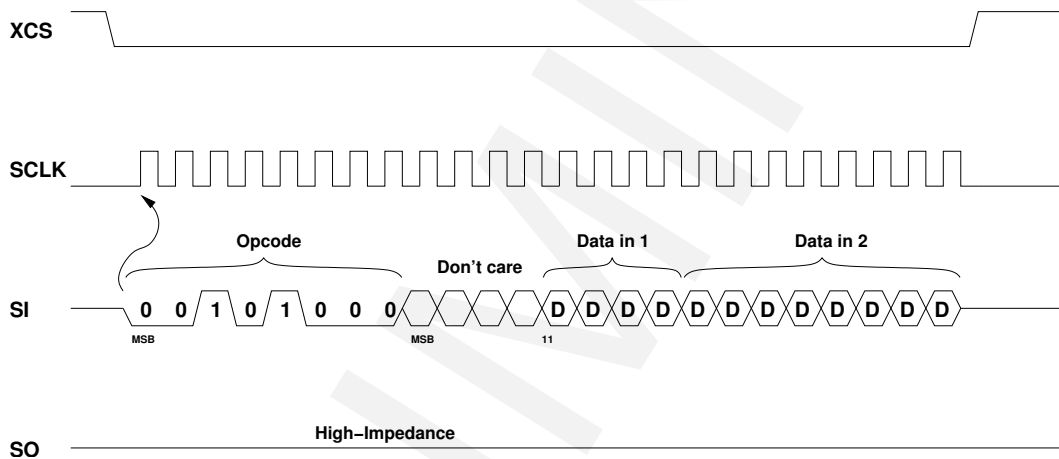 XCS
SCLK
Opcode Don't care Data in 1 Data in 2
SI 0 0 1 0 1 0 0 0 D D D D D D D D D D D D
MSB MSB 11
High-Impedance
SO